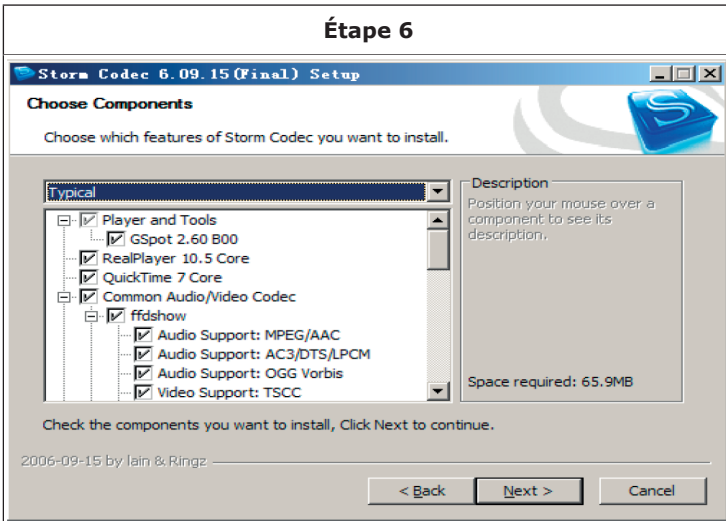 Étape 6
Storm Codec 6.09.15(Final) Setup
Choose Components
Choose which features of Storm Codec you want to install.
Typical
Description
Position your mouse over a
component to see its
description.
Player and Tools
GSpot 2.60 B00
RealPlayer 10.5 Core
QuickTime 7 Core
Common Audio/Video Codec
ffdshow
Audio Support: MPEG/AAC
Audio Support: AC3/DTS/LPCM
Audio Support: OGG Vorbis
Video Support: TSCC
Space required: 65.9MB
Check the components you want to install, Click Next to continue.
2006-09-15 by lain & Ringz
< Back
Next >
Cancel